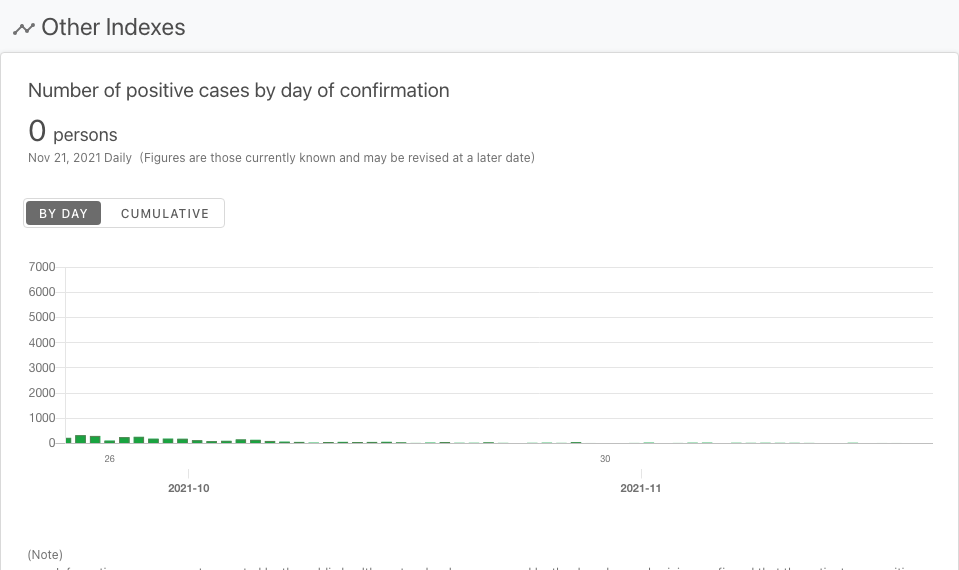 Other Indexes
Number of positive cases by day of confirmation
0 persons
Nov 21, 2021 Daily (Figures are those currently known and may be revised at a later date)
BY DAY CUMULATIVE
7000
6000
5000
4000
3000
2000
1000
0
26 30
2021-10 2021-11
(Note)